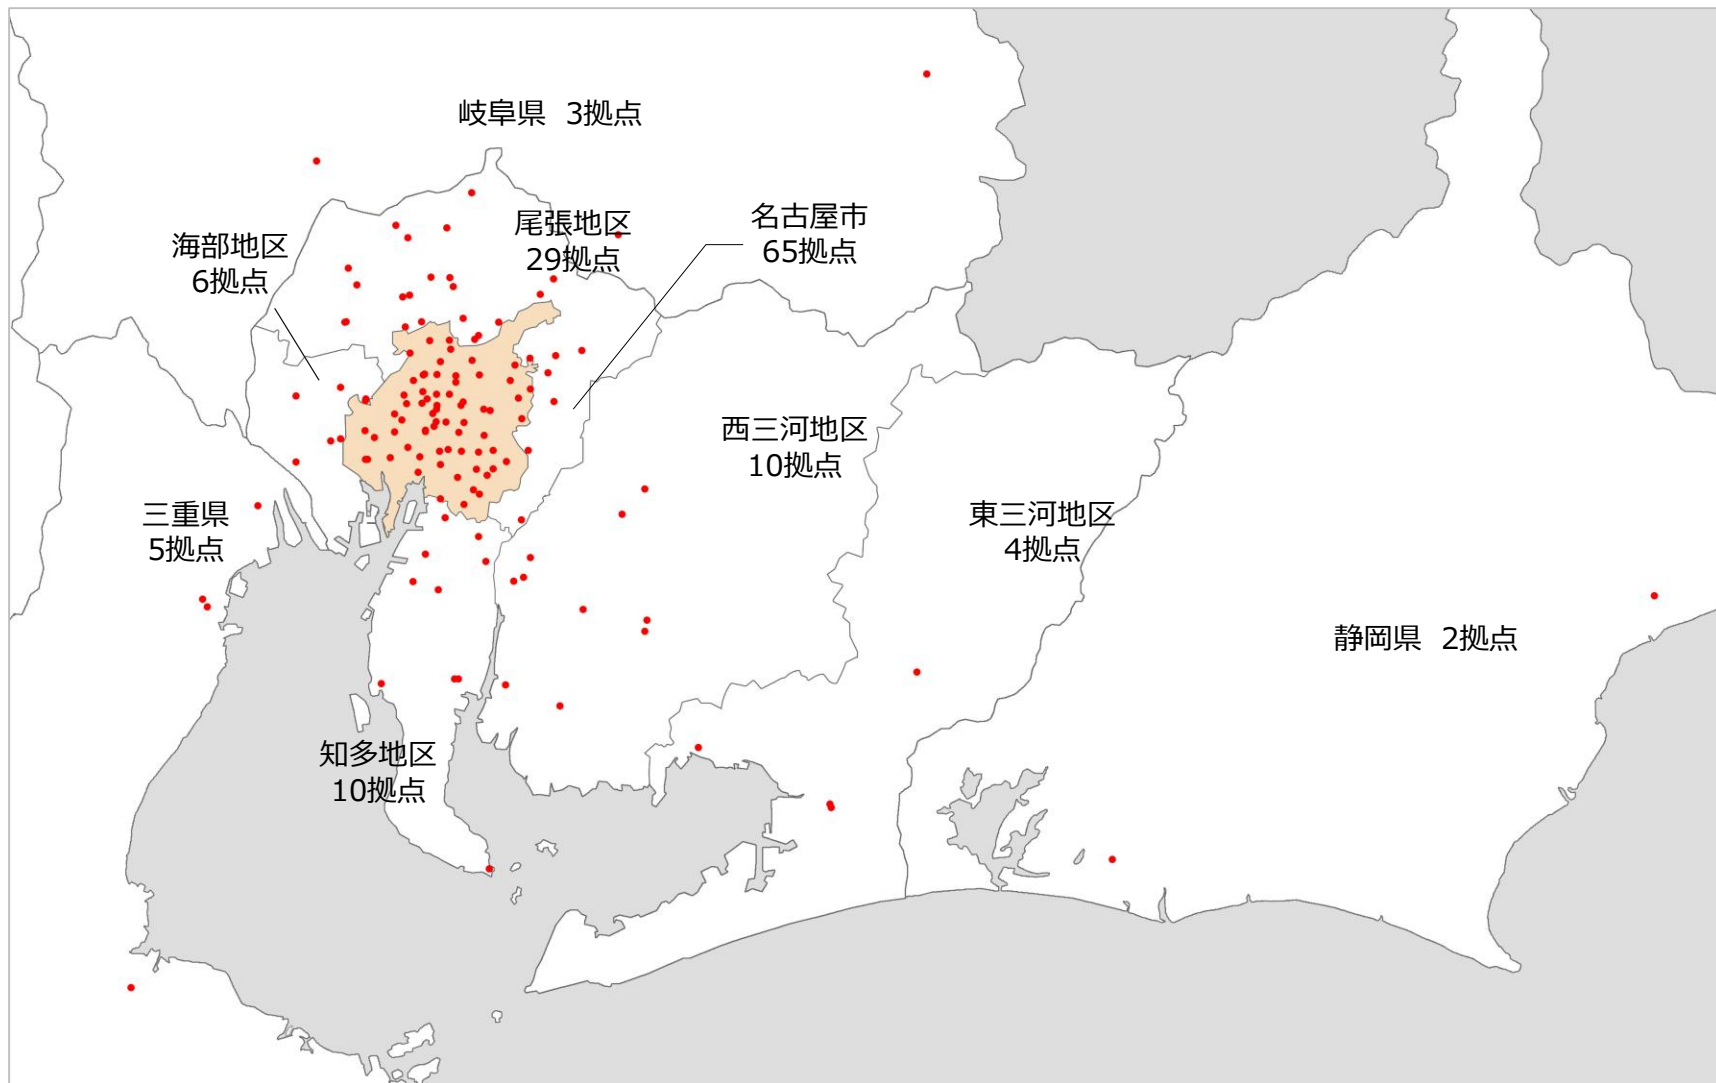 岐阜県 3拠点
尾張地区
29拠点
名古屋市
65拠点
海部地区
6拠点
西三河地区
10拠点
三重県
5拠点
東三河地区
4拠点
静岡県 2拠点
知多地区
10拠点